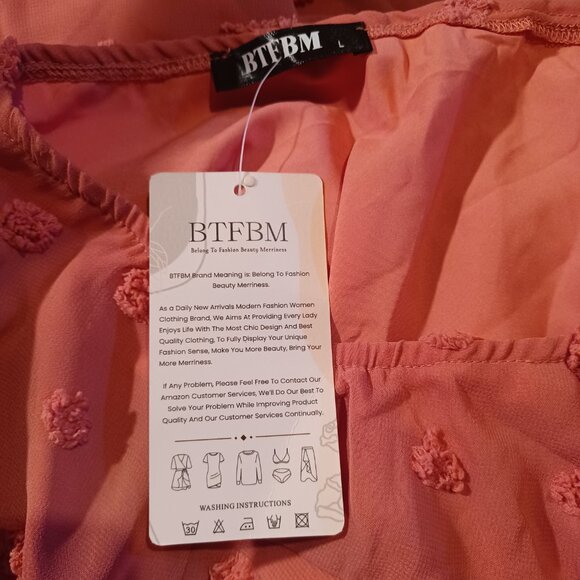 BTFBM L
BTFBM
Belong To Fashion Beauty Merriness
BTFBM Brand Meaning is: Belong To Fashion
Beauty Merriness.
As a Daily New Arrivals Modern Fashion Women
Clothing Brand, We Aims At Providing Every Lady
Enjoys Life With The Most Chic Design And Best
Quality Clothing, To Fully Display Your Unique
Fashion Sense, Make You More Beauty, Bring Your
More Merriness.
If Any Problem, Please Feel Free To Contact Our
Amazon Customer Services, We'll Do Our Best To
Solve Your Problem While Improving Product
Quality And Our Customer Services Continually.
WASHING INSTRUCTIONS
30